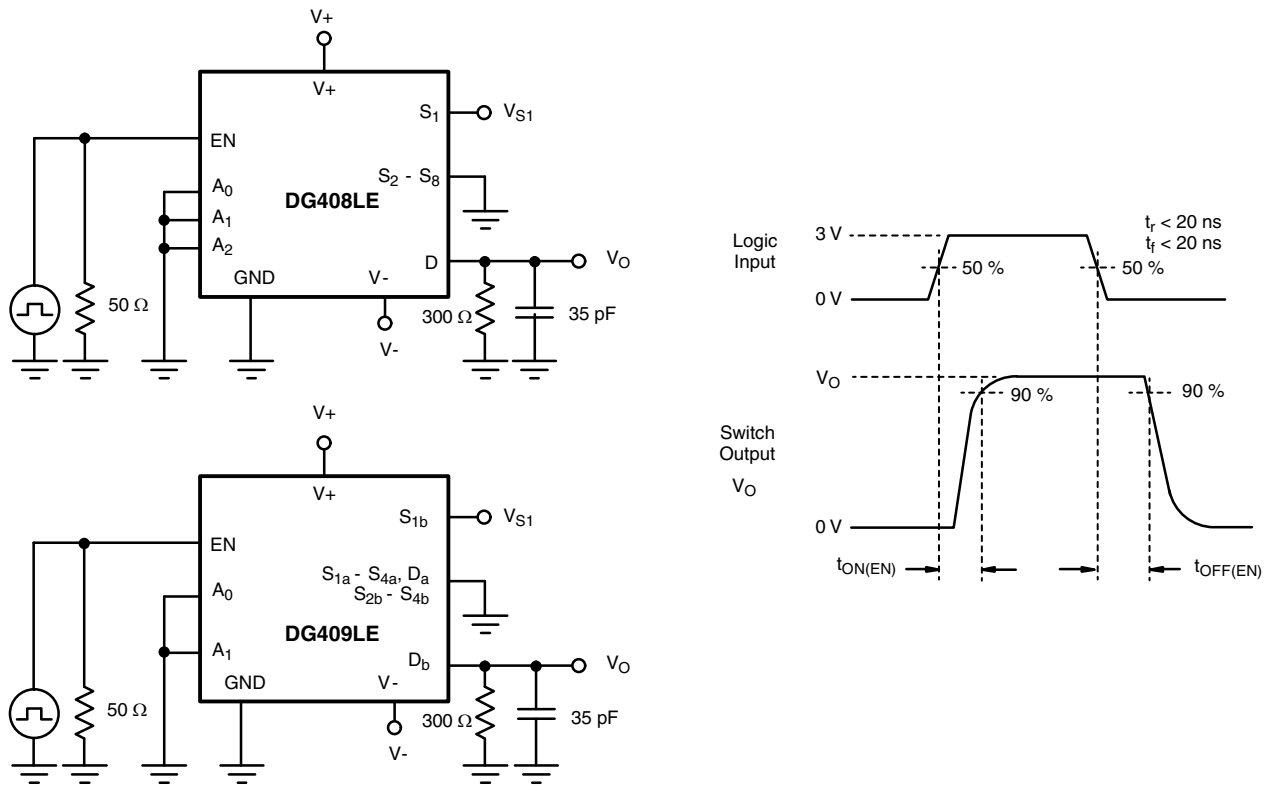 V+
V+
S1
VS1
EN
S2 - S8
A0
DG408LE
A1
A2
D
VO
GND
V-
50 Ω
300 Ω
35 pF
V-
V+
V+
S1b
VS1
EN
S1a - S4a, Da
S2b - S4b
A0
DG409LE
A1
Db
VO
GND
V-
50 Ω
300 Ω
35 pF
V-
Logic
Input
3 V
tr < 20 ns
tf < 20 ns
50 %
50 %
0 V
VO
90 %
90 %
Switch
Output
VO
0 V
tON(EN)
tOFF(EN)